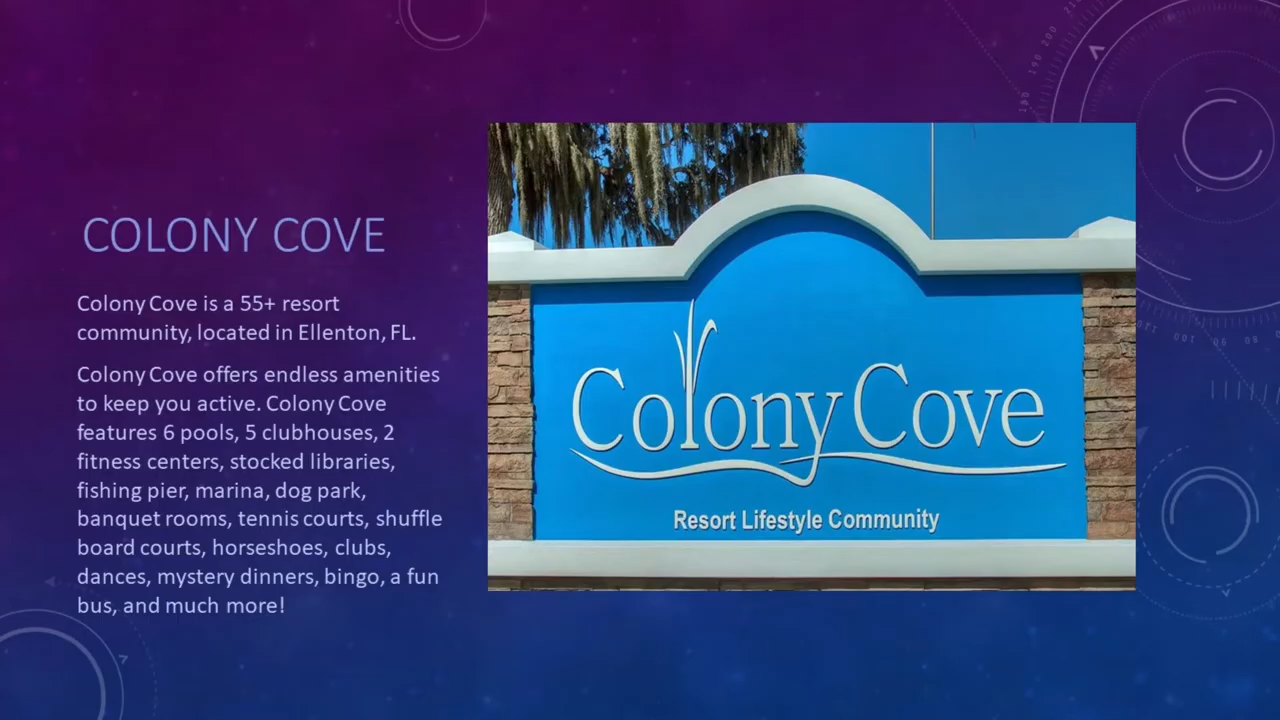 COLONY COVE
Colony Cove is a 55+ resort
community, located in Ellenton, FL.
Colony Cove offers endless amenities
to keep you active. Colony Cove
features 6 pools, 5 clubhouses, 2
fitness centers, stocked libraries,
fishing pier, marina, dog park,
banquet rooms, tennis courts, shuffle
board courts, horseshoes, clubs,
dances, mystery dinners, bingo, a fun
bus, and much more!
Colony Cove
Resort Lifestyle Community